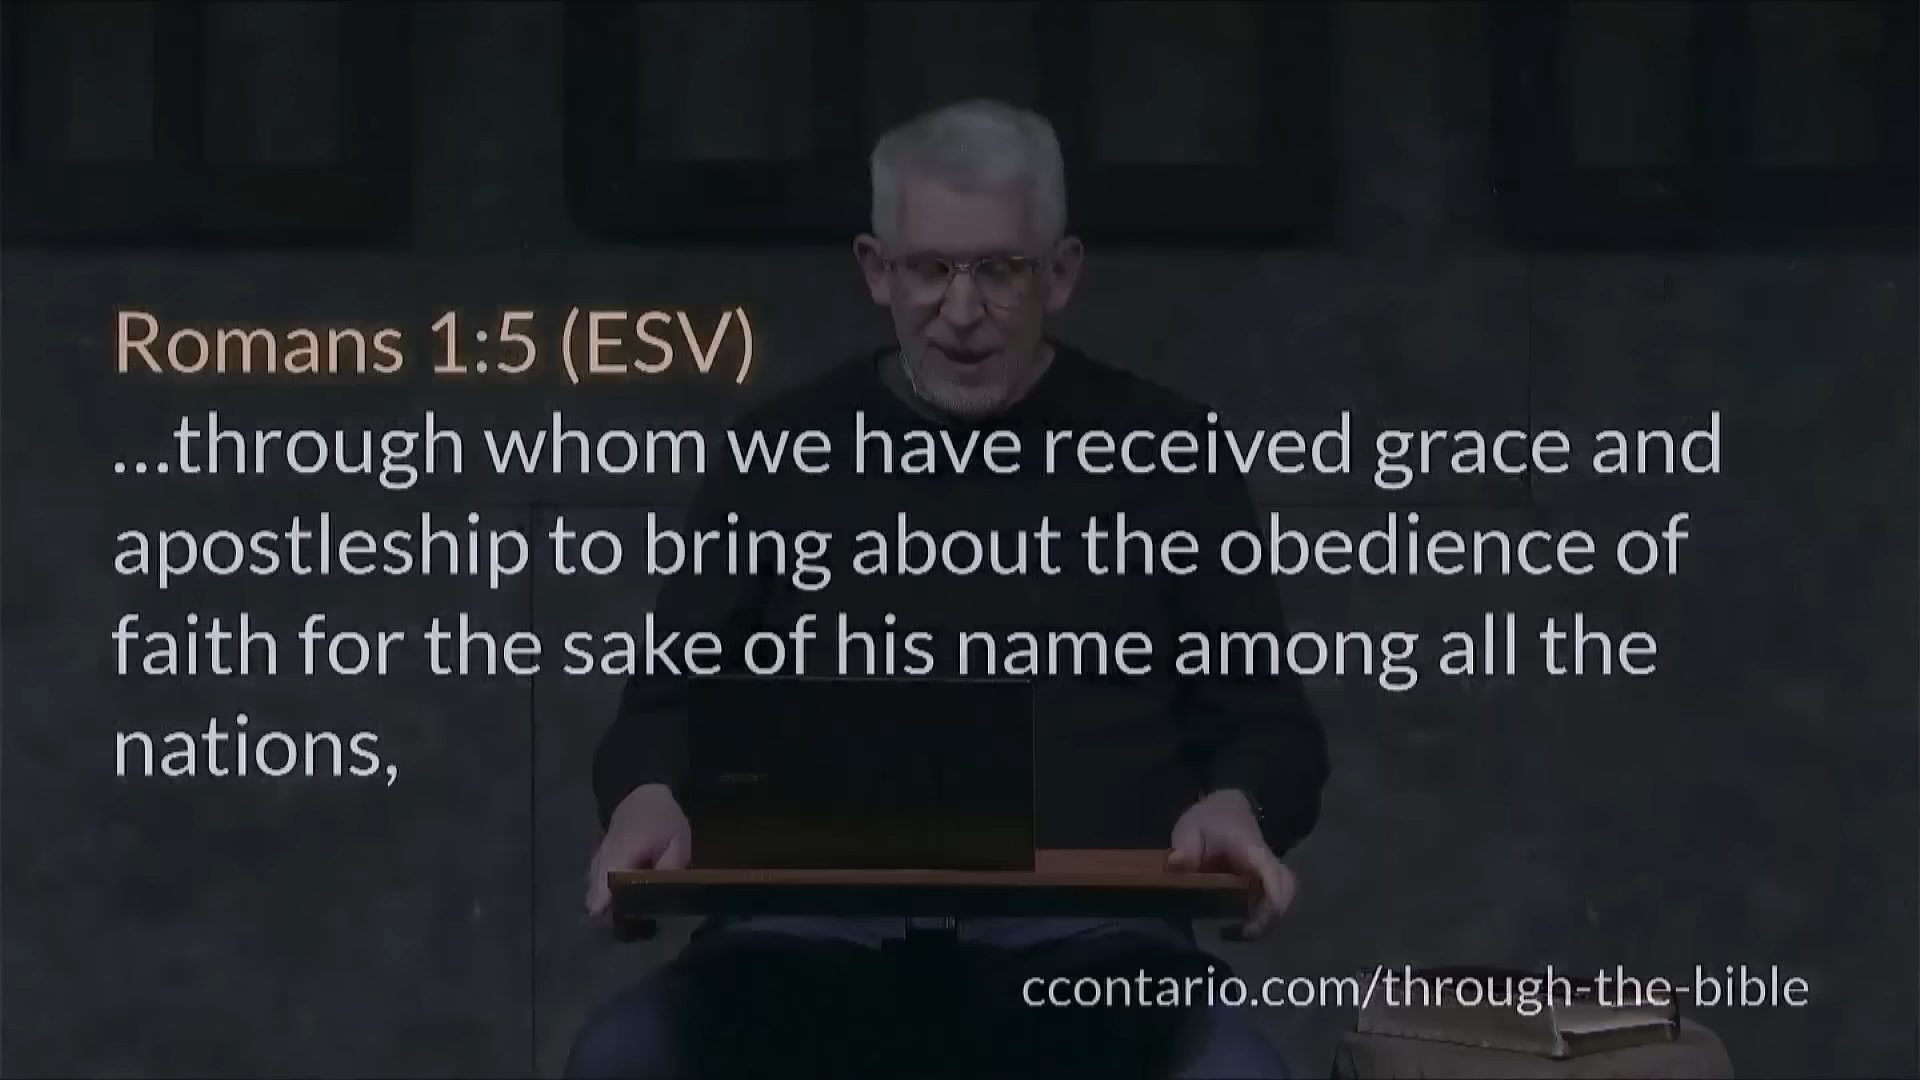 Romans 1:5 (ESV)
...through whom we have received grace and
apostleship to bring about the obedience of
faith for the sake of his name among all the
nations,
ccontario.com/through-the-bible